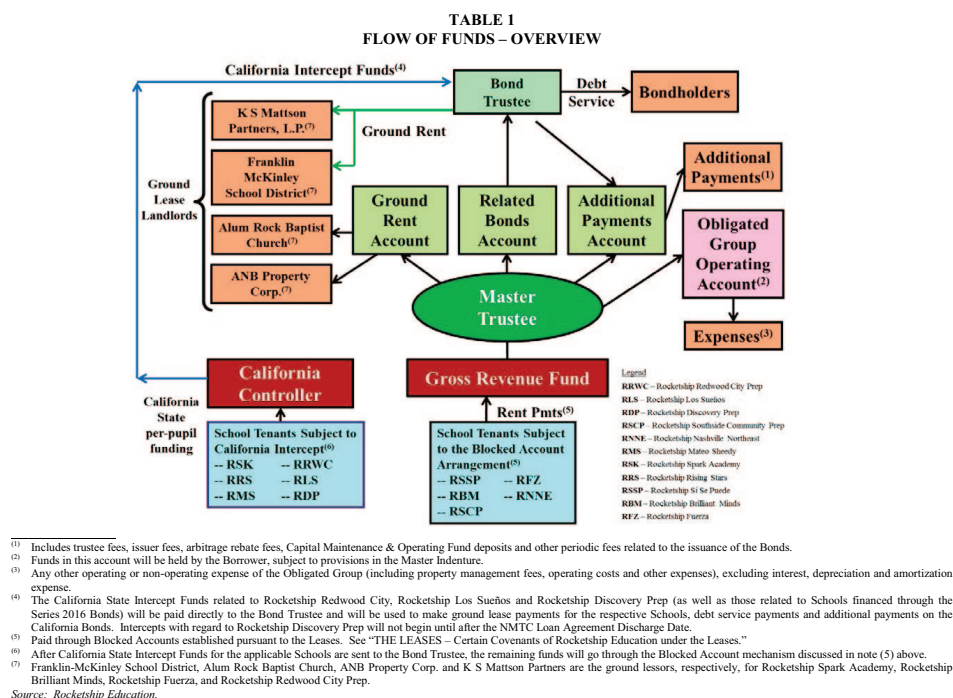 TABLE 1
FLOW OF FUNDS – OVERVIEW
California Intercept Funds(4)
Bond
Trustee
Debt
Service
Bondholders
K S Mattson
Partners, L.P.(7)
Ground Rent
Franklin
McKinley
School District(7)
Ground
Lease
Landlords
Alum Rock Baptist
Church(7)
ANB Property
Corp.(7)
Ground
Rent
Account
Related
Bonds
Account
Additional
Payments
Account
Additional
Payments(1)
Obligated
Group
Operating
Account(2)
Expenses(3)
Master
Trustee
California
Controller
Gross Revenue Fund
California
State
per-pupil
funding
Rent Pmts(5)
School Tenants Subject to
California Intercept(6)
-- RSK -- RRWC
-- RRS -- RLS
-- RMS -- RDP
School Tenants Subject
to the Blocked Account
Arrangement(5)
-- RSSP -- RFZ
-- RBM -- RNNE
-- RSCP
Legend
RRWC – Rocketship Redwood City Prep
RLS – Rocketship Los Sueños
RDP – Rocketship Discovery Prep
RSCP – Rocketship Southside Community Prep
RNNE – Rocketship Nashville Northeast
RMS – Rocketship Mateo Sheedy
RSK – Rocketship Spark Academy
RRS – Rocketship Rising Stars
RSSP – Rocketship Sí Se Puede
RBM – Rocketship Brilliant Minds
RFZ – Rocketship Fuerza
(1) Includes trustee fees, issuer fees, arbitrage rebate fees, Capital Maintenance & Operating Fund deposits and other periodic fees related to the issuance of the Bonds.
(2) Funds in this account will be held by the Borrower, subject to provisions in the Master Indenture.
(3) Any other operating or non-operating expense of the Obligated Group (including property management fees, operating costs and other expenses), excluding interest, depreciation and amortization
expense.
(4) The California State Intercept Funds related to Rocketship Redwood City, Rocketship Los Sueños and Rocketship Discovery Prep (as well as those related to Schools financed through the
Series 2016 Bonds) will be paid directly to the Bond Trustee and will be used to make ground lease payments for the respective Schools, debt service payments and additional payments on the
California Bonds. Intercepts with regard to Rocketship Discovery Prep will not begin until after the NMTC Loan Agreement Discharge Date.
(5) Paid through Blocked Accounts established pursuant to the Leases. See “THE LEASES – Certain Covenants of Rocketship Education under the Leases.”
(6) After California State Intercept Funds for the applicable Schools are sent to the Bond Trustee, the remaining funds will go through the Blocked Account mechanism discussed in note (5) above.
(7) Franklin-McKinley School District, Alum Rock Baptist Church, ANB Property Corp. and K S Mattson Partners are the ground lessors, respectively, for Rocketship Spark Academy, Rocketship
Brilliant Minds, Rocketship Fuerza, and Rocketship Redwood City Prep.
Source: Rocketship Education.